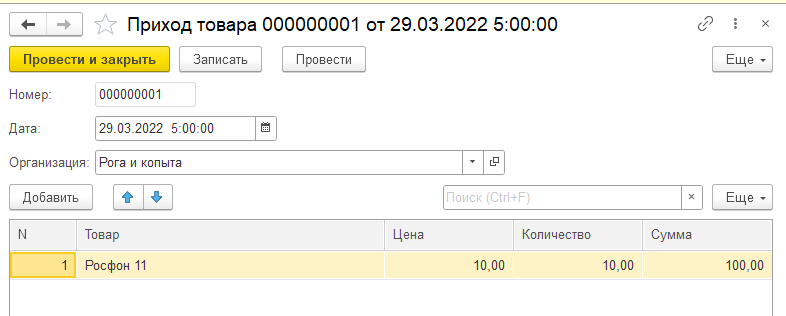 Приход товара 000000001 от 29.03.2022 5:00:00
Провести и закрыть Записать Провести Еще
Номер: 000000001
Дата: 29.03.2022 5:00:00
Организация: Рога и копыта
Добавить Поиск (Ctrl+F) × Еще
N Товар Цена Количество Сумма
1 Росфон 11 10,00 10,00 100,00